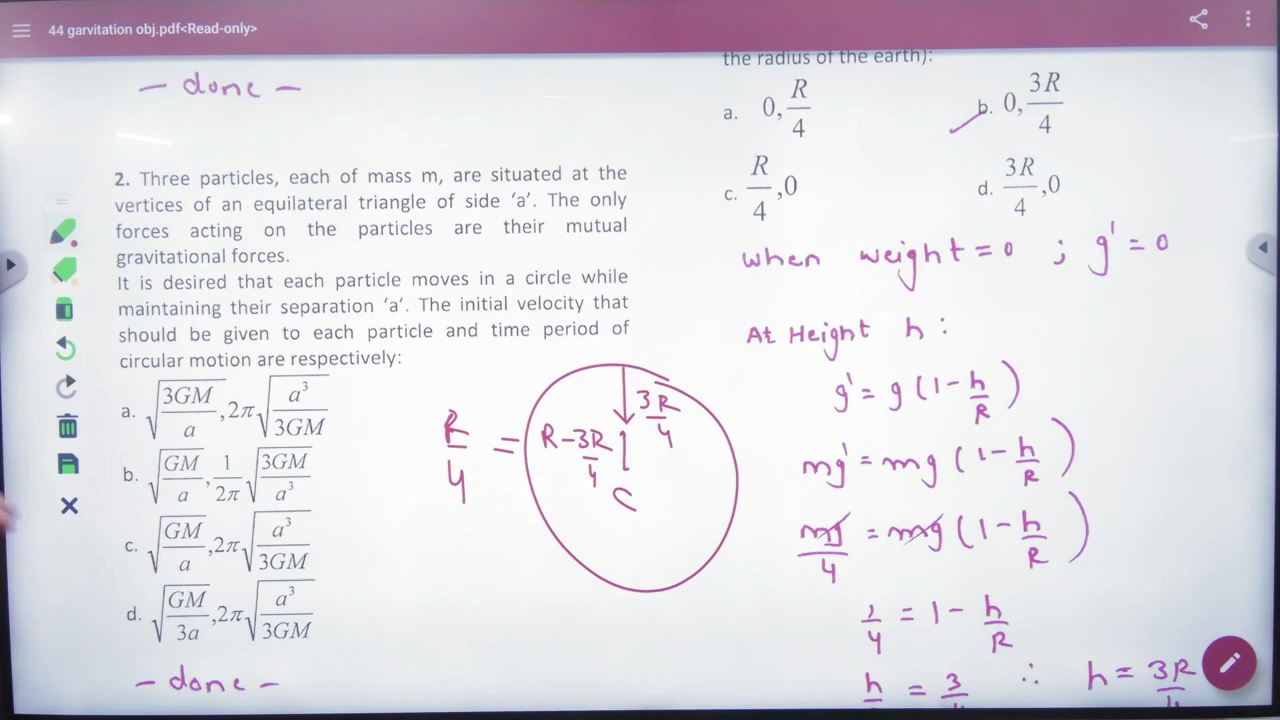 44 garvitation obj.pdf<Read-only>
- done -
2. Three particles, each of mass m, are situated at the
vertices of an equilateral triangle of side ‘a’. The only
forces acting on the particles are their mutual
gravitational forces.
It is desired that each particle moves in a circle while
maintaining their separation ‘a’. The initial velocity that
should be given to each particle and time period of
circular motion are respectively:
a. √(3GM/a), 2π√(a³/3GM)
b. √(GM/a), 1/2π √(3GM/a³)
c. √(GM/a), 2π√(a³/3GM)
d. √(GM/3a), 2π√(a³/3GM)
- done -
R/4 = R-3R/4
3R/4
C
the radius of the earth):
a. 0, R/4
b. 0, 3R/4
c. R/4, 0
d. 3R/4, 0
when weight = 0 ; g' = 0
At Height h :
g' = g (1 - h/R)
mg' = mg (1 - h/R)
mg/4 = mg (1 - h/R)
1/4 = 1 - h/R
∴ h = 3R